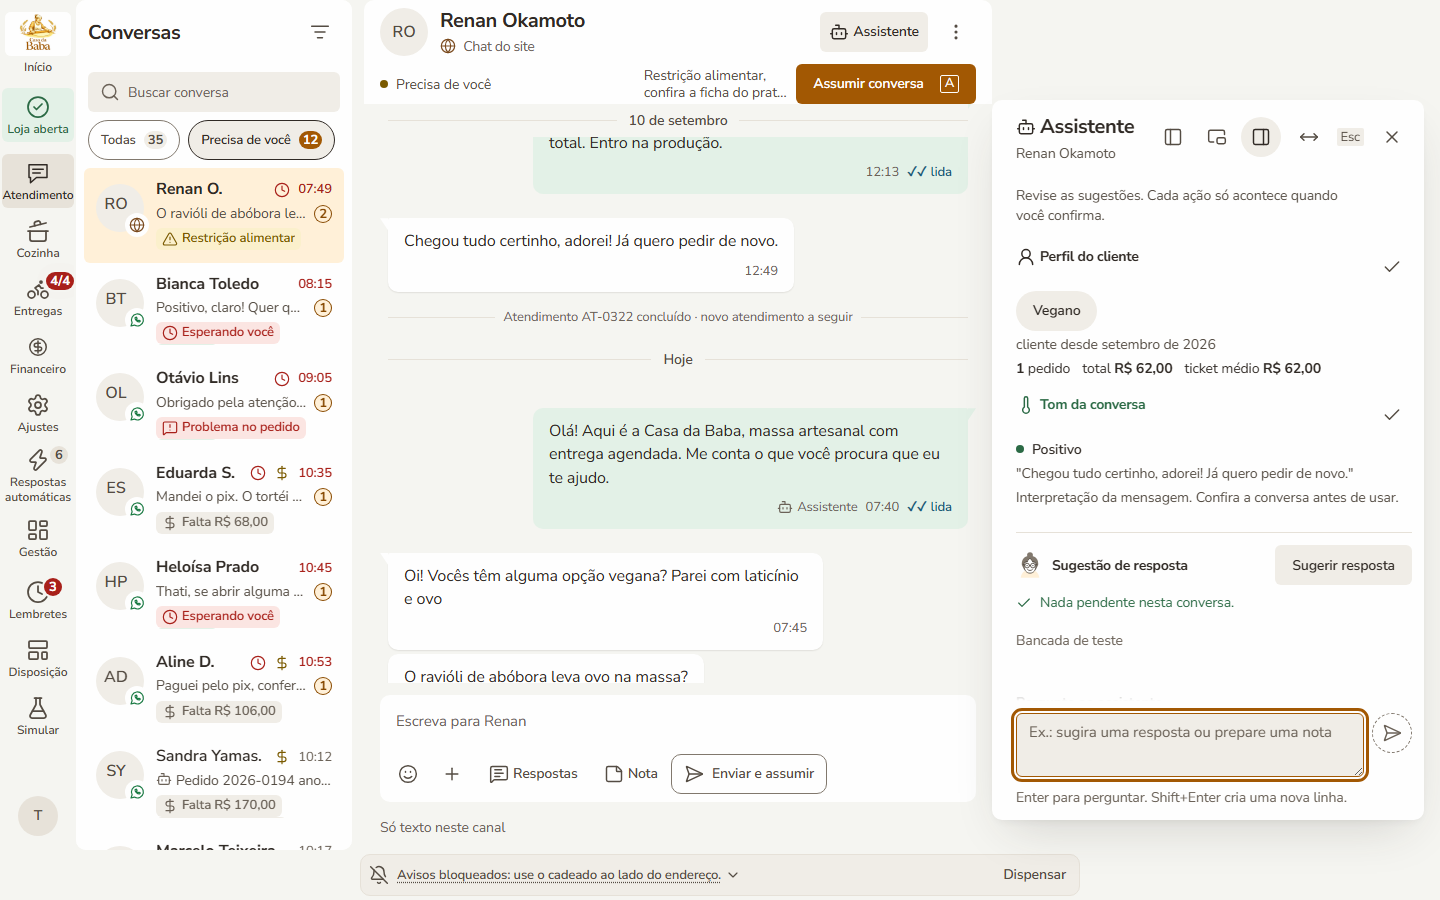 Casa da
Baba
Início
Loja aberta
Atendimento
Cozinha
4/4
Entregas
Financeiro
Ajustes
6
Respostas
automáticas
Gestão
3
Lembretes
Disposição
Simular
T
Conversas
Buscar conversa
Todas 35
Precisa de você 12
RO
Renan O. 07:49
O ravióli de abóbora le... 2
Restrição alimentar
BT
Bianca Toledo 08:15
Positivo, claro! Quer q... 1
Esperando você
OL
Otávio Lins 09:05
Obrigado pela atenção... 1
Problema no pedido
ES
Eduarda S. 10:35
Mandei o pix. O tortéi ... 1
Falta R$ 68,00
HP
Heloísa Prado 10:45
Thati, se abrir alguma ... 1
Esperando você
AD
Aline D. 10:53
Paguei pelo pix, confer... 1
Falta R$ 106,00
SY
Sandra Yamas. 10:12
Pedido 2026-0194 ano...
Falta R$ 170,00
Marcelo Teixeira 10:17
RO
Renan Okamoto
Chat do site
Assistente
Precisa de você
Restrição alimentar,
confira a ficha do prat...
Assumir conversa A
10 de setembro
total. Entro na produção.
12:13 lida
Chegou tudo certinho, adorei! Já quero pedir de novo.
12:49
Atendimento AT-0322 concluído · novo atendimento a seguir
Hoje
Olá! Aqui é a Casa da Baba, massa artesanal com
entrega agendada. Me conta o que você procura que eu
te ajudo.
Assistente 07:40 lida
Oi! Vocês têm alguma opção vegana? Parei com laticínio
e ovo
07:45
O ravióli de abóbora leva ovo na massa?
Escreva para Renan
Respostas
Nota
Enviar e assumir
Só texto neste canal
Avisos bloqueados: use o cadeado ao lado do endereço.
Dispensar
Assistente
Renan Okamoto
Esc
Revise as sugestões. Cada ação só acontece quando
você confirma.
Perfil do cliente
Vegano
cliente desde setembro de 2026
1 pedido total R$ 62,00 ticket médio R$ 62,00
Tom da conversa
Positivo
"Chegou tudo certinho, adorei! Já quero pedir de novo."
Interpretação da mensagem. Confira a conversa antes de usar.
Sugestão de resposta
Sugerir resposta
Nada pendente nesta conversa.
Bancada de teste
Ex.: sugira uma resposta ou prepare uma nota
Enter para perguntar. Shift+Enter cria uma nova linha.